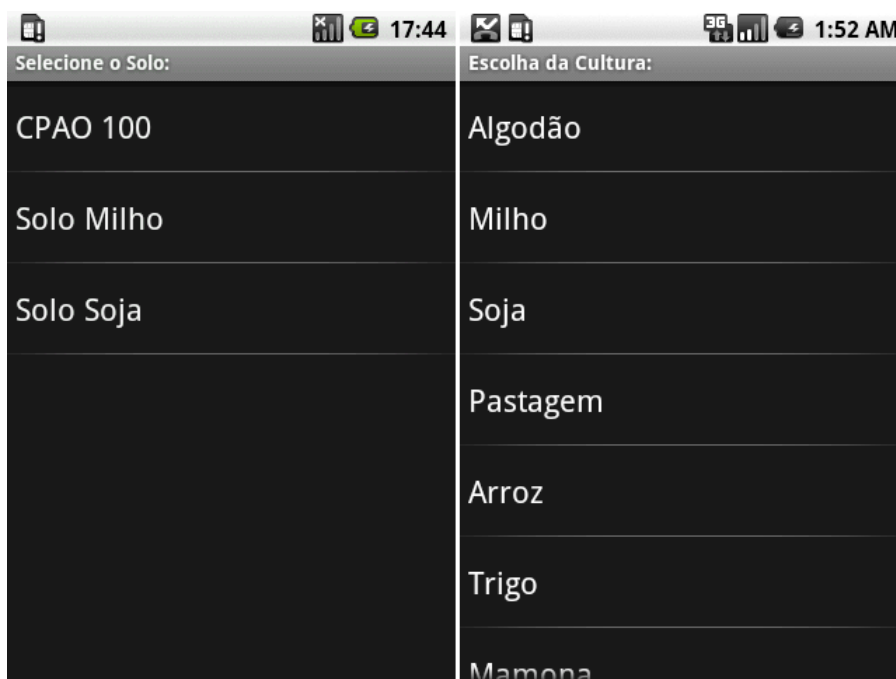 17:44
Selecione o Solo:
CPAO 100
Solo Milho
Solo Soja
3G 1:52 AM
Escolha da Cultura:
Algodão
Milho
Soja
Pastagem
Arroz
Trigo
Mamona